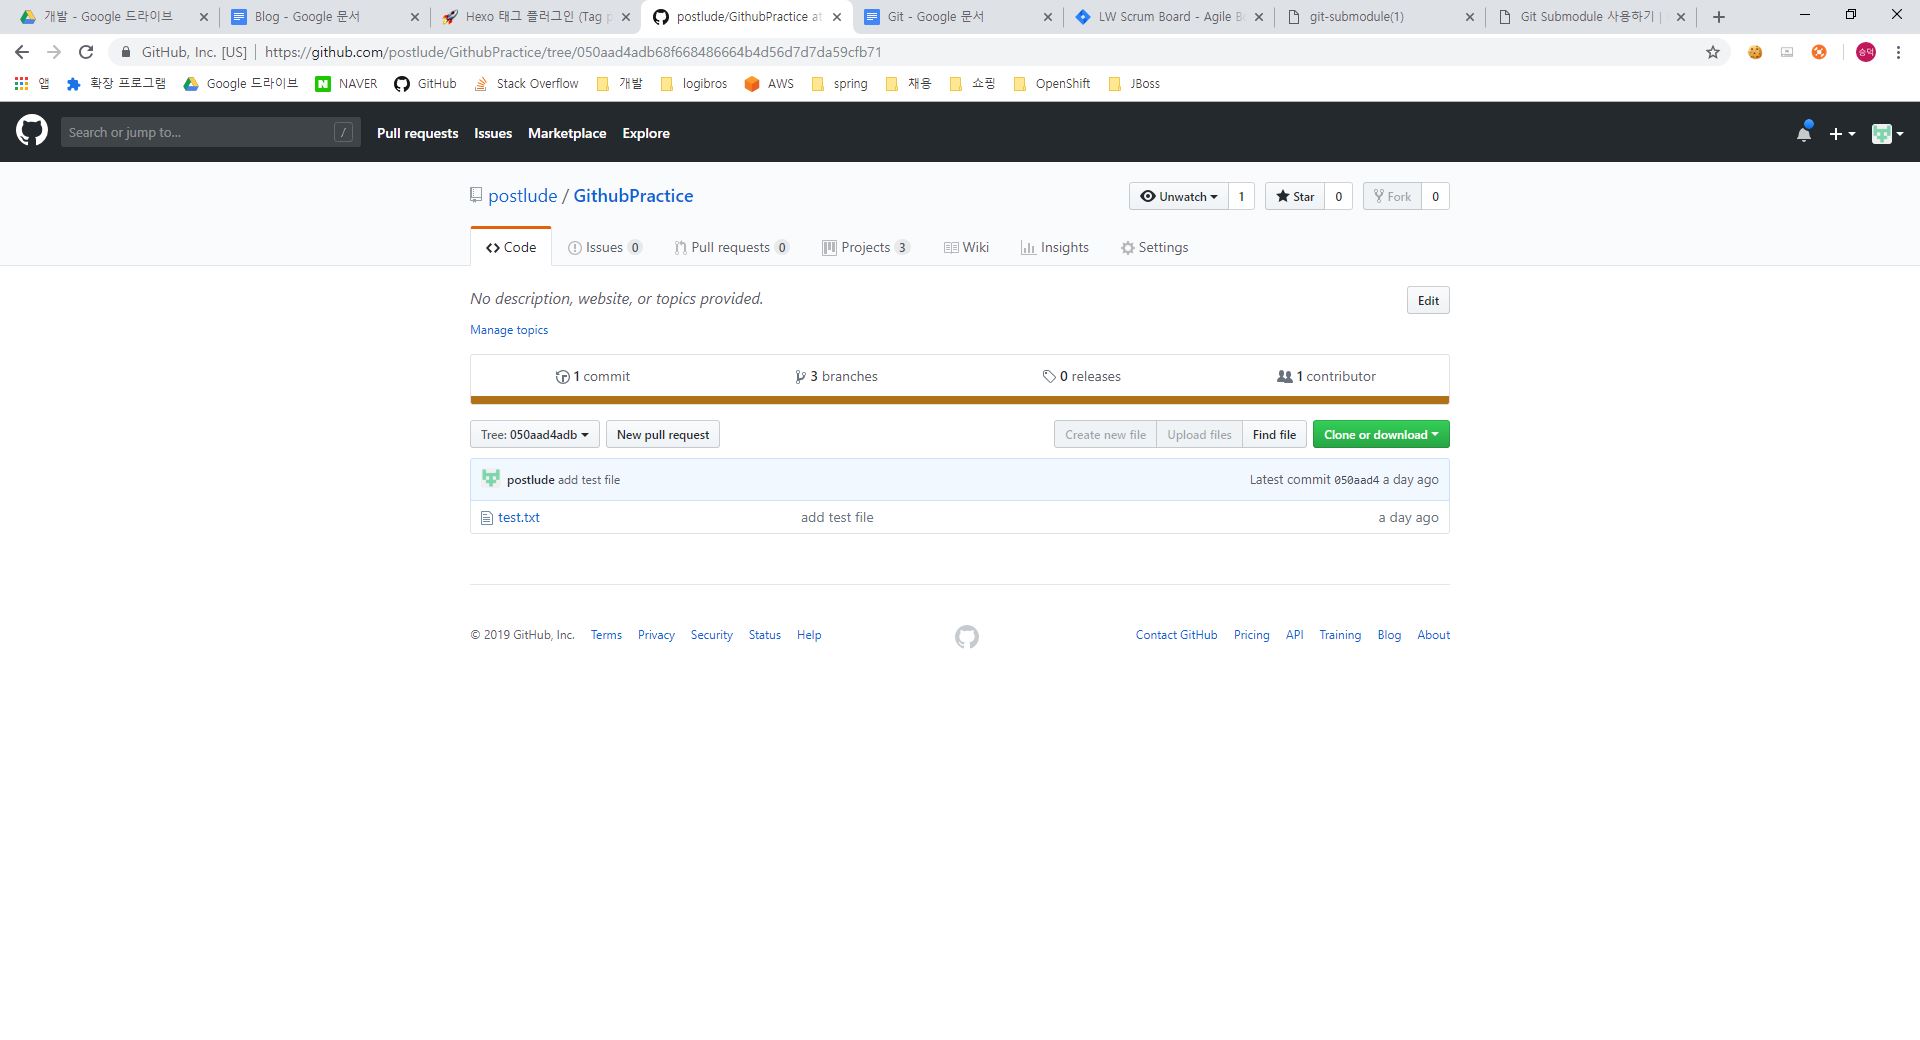 개발 - Google 드라이브
Blog - Google 문서
Hexo 태그 플러그인 (Tag p
postlude/GithubPractice at
Git - Google 문서
LW Scrum Board - Agile Bo
git-submodule(1)
Git Submodule 사용하기 |
GitHub, Inc. [US] | https://github.com/postlude/GithubPractice/tree/050aad4adb68f668486664b4d56d7d7da59cfb71
승덕
앱 확장 프로그램 Google 드라이브 NAVER GitHub Stack Overflow 개발 logibros AWS spring 채용 쇼핑 OpenShift JBoss
Search or jump to... / Pull requests Issues Marketplace Explore
postlude / GithubPractice
Unwatch 1 Star 0 Fork 0
Code Issues 0 Pull requests 0 Projects 3 Wiki Insights Settings
No description, website, or topics provided.
Edit
Manage topics
1 commit 3 branches 0 releases 1 contributor
Tree: 050aad4adb New pull request Create new file Upload files Find file Clone or download
postlude add test file Latest commit 050aad4 a day ago
test.txt add test file a day ago
© 2019 GitHub, Inc. Terms Privacy Security Status Help Contact GitHub Pricing API Training Blog About